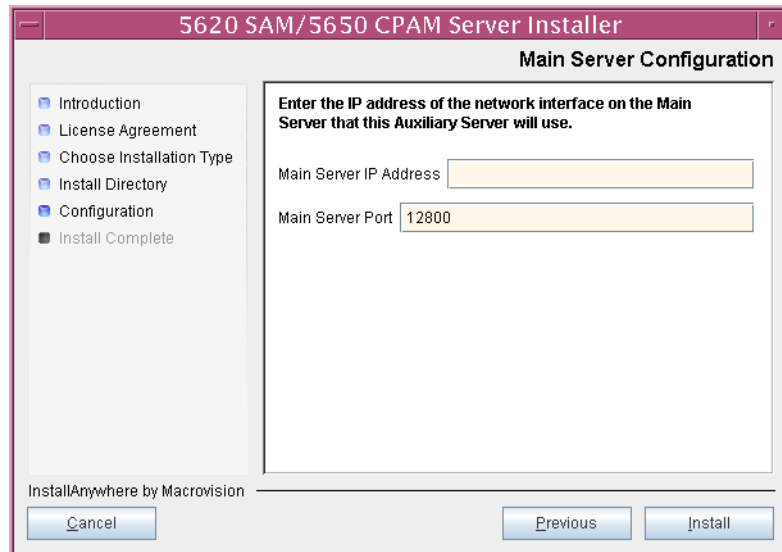 5620 SAM/5650 CPAM Server Installer
Main Server Configuration
Introduction
License Agreement
Choose Installation Type
Install Directory
Configuration
Install Complete
Enter the IP address of the network interface on the Main
Server that this Auxiliary Server will use.
Main Server IP Address
Main Server Port 12800
InstallAnywhere by Macrovision
Cancel Previous Install